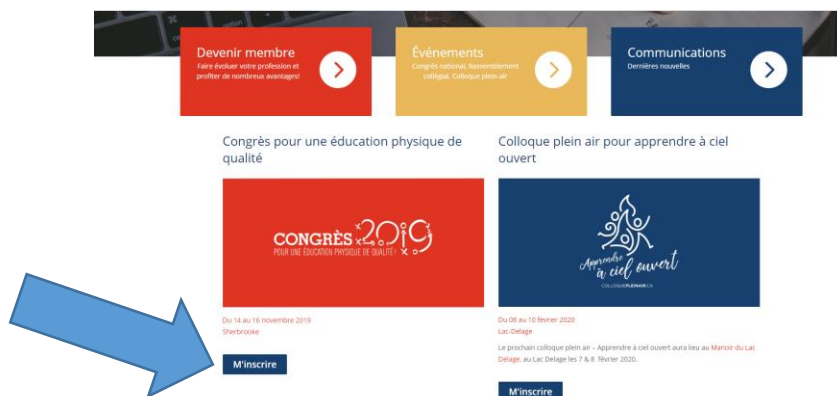 Devenir membre
Faire évoluer votre profession et
profiter de nombreux avantages!
Événements
Congrès national, Rassemblement
collégial, Colloque plein-air
Communications
Dernières nouvelles
Congrès pour une éducation physique de
qualité
CONGRÈS 2019
POUR UNE ÉDUCATION PHYSIQUE DE QUALITÉ!
Du 14 au 16 novembre 2019
Sherbrooke
M'inscrire
Colloque plein air pour apprendre à ciel
ouvert
Apprendre
à ciel ouvert
COLLOQUEPLEINAIR.CA
Du 08 au 10 février 2020
Lac-Delage
Le prochain colloque plein air – Apprendre à ciel ouvert aura lieu au Manoir du Lac
Delage, au Lac Delage les 7 & 8 février 2020.
M'inscrire